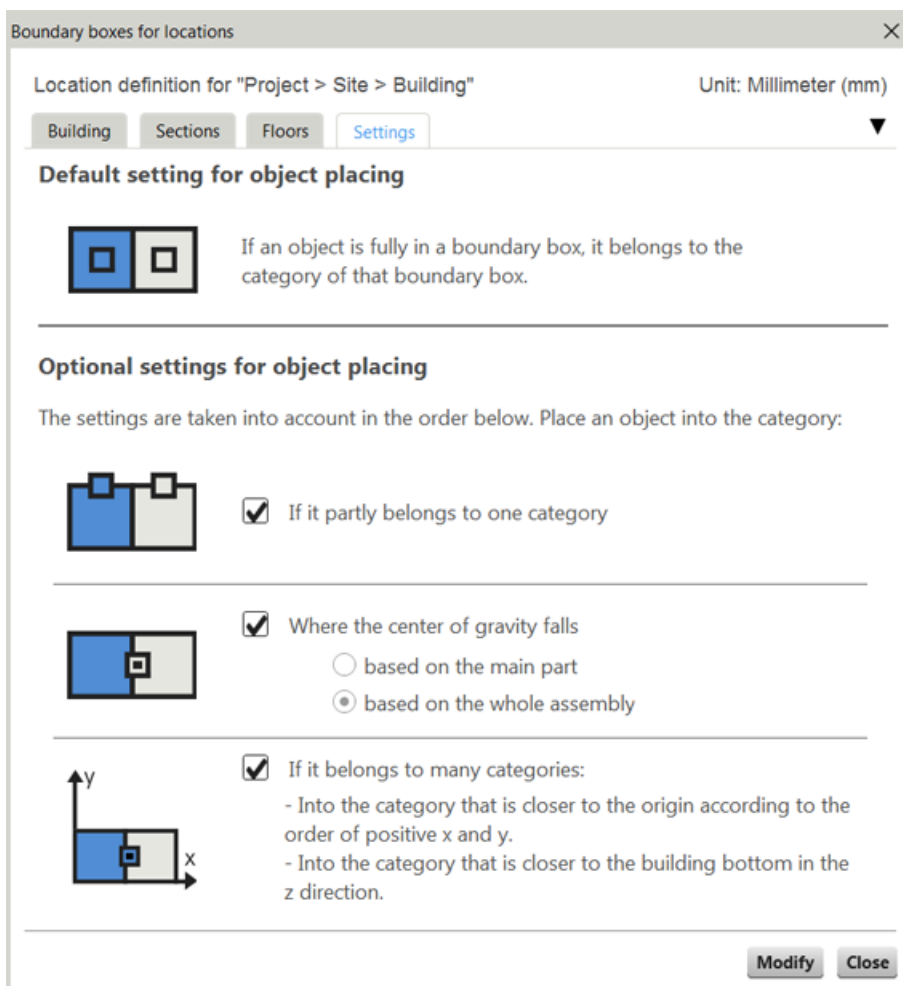 Boundary boxes for locations
Location definition for "Project > Site > Building" Unit: Millimeter (mm)
Building Sections Floors Settings
Default setting for object placing
If an object is fully in a boundary box, it belongs to the
category of that boundary box.
Optional settings for object placing
The settings are taken into account in the order below. Place an object into the category:
If it partly belongs to one category
Where the center of gravity falls
based on the main part
based on the whole assembly
y
x
If it belongs to many categories:
- Into the category that is closer to the origin according to the
order of positive x and y.
- Into the category that is closer to the building bottom in the
z direction.
Modify Close